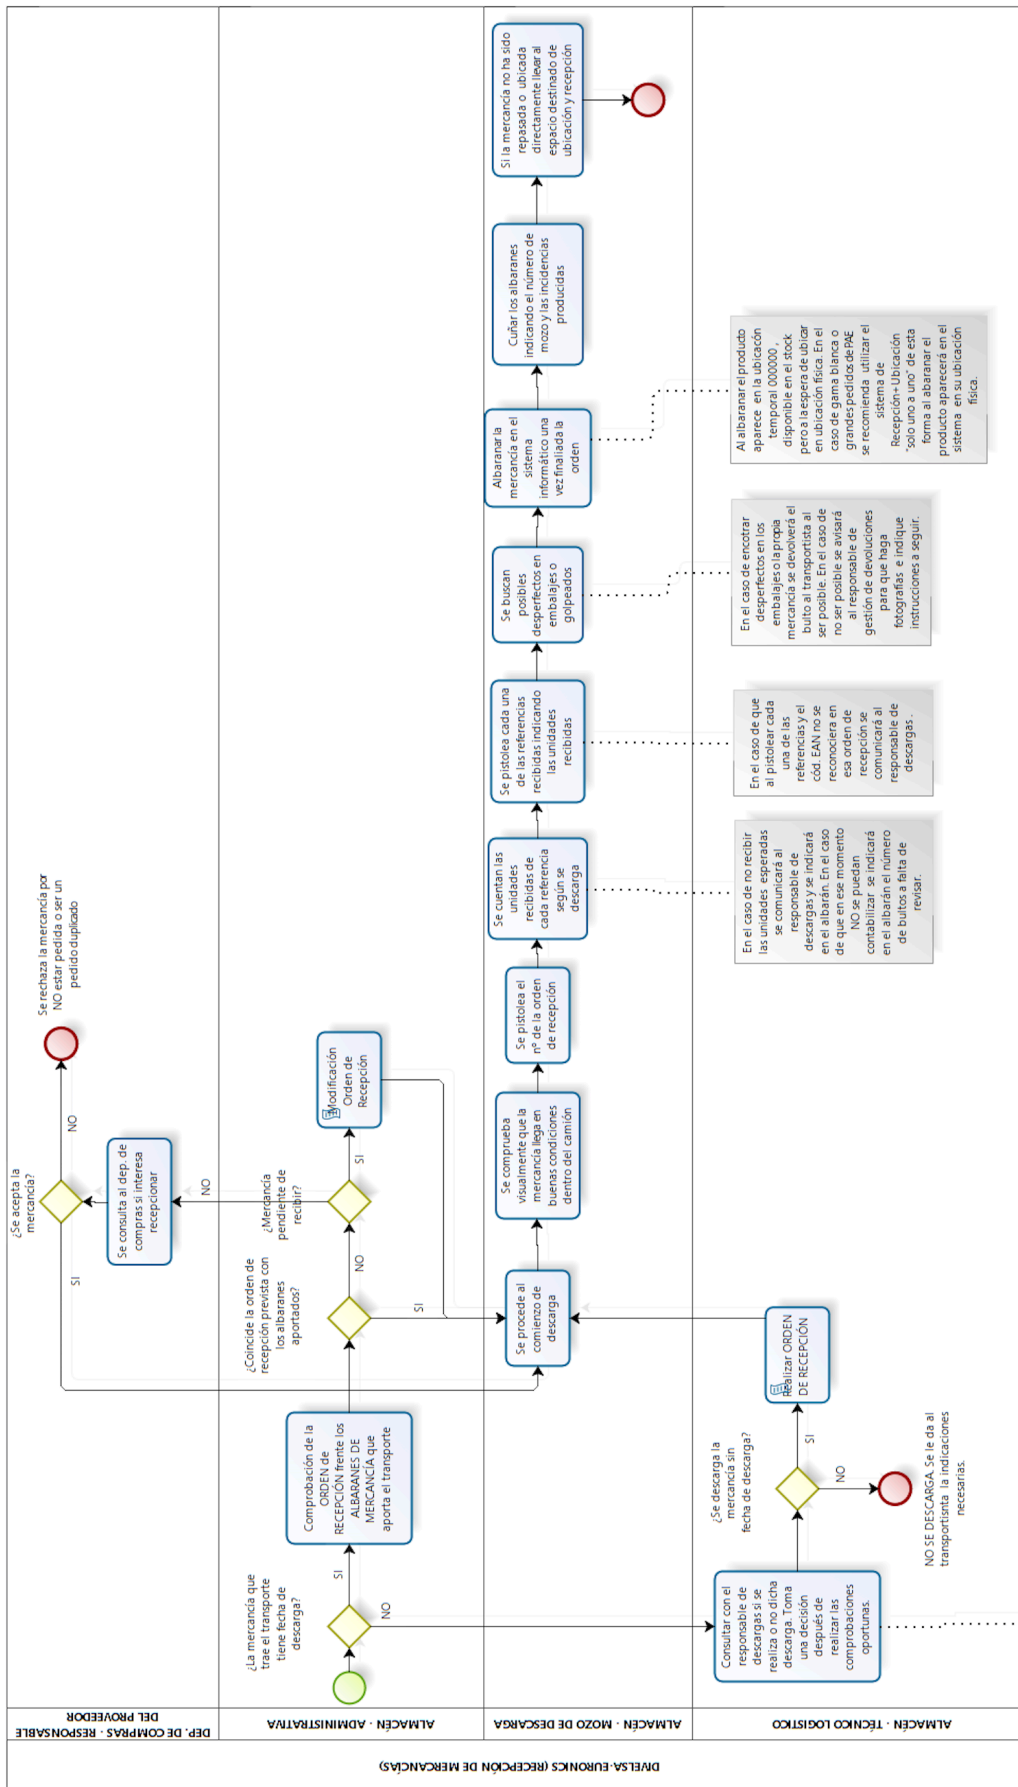 DIVELSA-EURONICS (RECEPCIÓN DE MERCANCÍAS)
DEP. DE COMPRAS - RESPONSABLE
DEL PROVEEDOR
¿Se acepta la
mercancía?
SI
NO
Se rechaza la mercancía por
NO estar pedida o ser un
pedido duplicado
Se consulta al dep. de
compras si interesa
recepcionar
ALMACÉN - ADMINISTRATIVA
¿La mercancía que
trae el transporte
tiene fecha de
descarga?
SI
NO
Comprobación de la
ORDEN de
RECEPCIÓN frente los
ALBARANES DE
MERCANCÍA que
aporta el transporte
¿Coincide la orden de
recepción prevista con
los albaranes
aportados?
SI
NO
¿Mercancía
pendiente de
recibir?
NO
SI
Modificación
Orden de
Recepción
ALMACÉN - MOZO DE DESCARGA
Se procede al
comienzo de
descarga
Se comprueba
visualmente que la
mercancía llega en
buenas condiciones
dentro del camión
Se pistolea el
nº de la orden
de recepción
Se cuentan las
unidades
recibidas de
cada referencia
según se
descarga
Se pistolea cada una
de las referencias
recibidas indicando
las unidades
recibidas
Se buscan
posibles
desperfectos en
embalajes o
golpeados
Albaranar la
mercancía en el
sistema
informático una
vez finaliada la
orden
Cuñar los albaranes
indicando el número de
mozo y las incidencias
producidas
Si la mercancía no ha sido
repasada o ubicada
directamente llevar al
espacio destinado de
ubicación y recepción
ALMACÉN - TÉCNICO LOGISTICO
Consultar con el
responsable de
descargas si se
realiza o no dicha
descarga. Toma
una decisión
después de
realizar las
comprobaciones
oportunas.
¿Se descarga la
mercancía sin
fecha de descarga?
SI
NO
NO SE DESCARGA. Se le da al
transportisnta la indicaciones
necesarias.
Realizar ORDEN
DE RECEPCIÓN
En el caso de no recibir
las unidades esperadas
se comunicará al
responsable de
descargas y se indicará
en el albarán. En el caso
de que en ese momento
NO se puedan
contabilizar se indicará
en el albarán el número
de bultos a falta de
revisar.
En el caso de que
al pistolear cada
una de las
referencias y el
cód. EAN no se
reconociera en
esa orden de
recepción se
comunicará al
responsable de
descargas .
En el caso de encotrar
desperfectos en los
embalajes o la propia
mercancía se devolverá el
bulto al transportista al
ser posible. En el caso de
no ser posible se avisará
al responsable de
gestión de devoluciones
para que haga
fotografías e indique
instrucciones a seguir.
Al albaranar el producto
aparece en la ubicacón
temporal 000000 ,
disponible en el stock
pero a la espera de ubicar
en ubicación física. En el
caso de gama blanca o
grandes pedidos de PAE
se recomienda utilizar el
sistema de
Recepción+Ubicación
"solo uno a uno" de esta
forma al abaranar el
producto aparecerá en el
sistema en su ubicación
física.